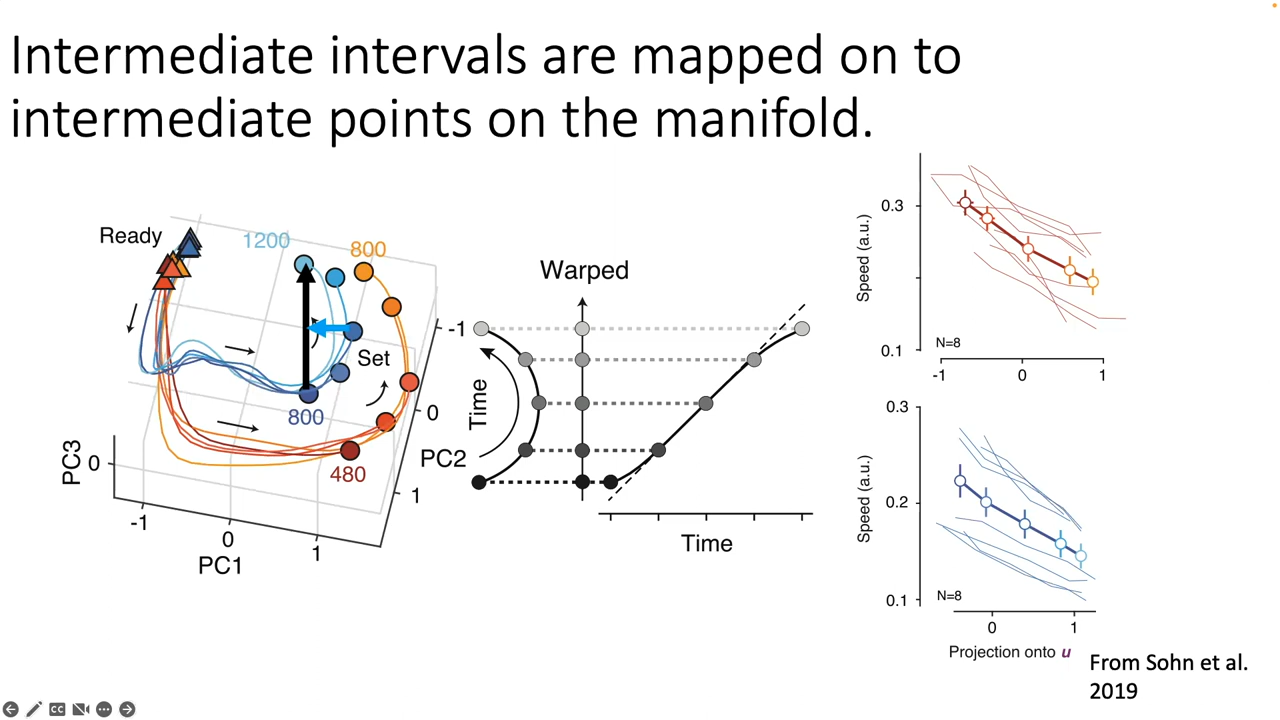 Intermediate intervals are mapped on to
intermediate points on the manifold.
Ready
1200
800
Set
800
480
PC3
0
-1
0
1
PC1
-1
0
1
PC2
Warped
Time
Time
Speed (a.u.)
0.3
0.1
N=8
-1
0
1
Speed (a.u.)
0.3
0.2
0.1
N=8
0
1
Projection onto u
From Sohn et al.
2019
CC